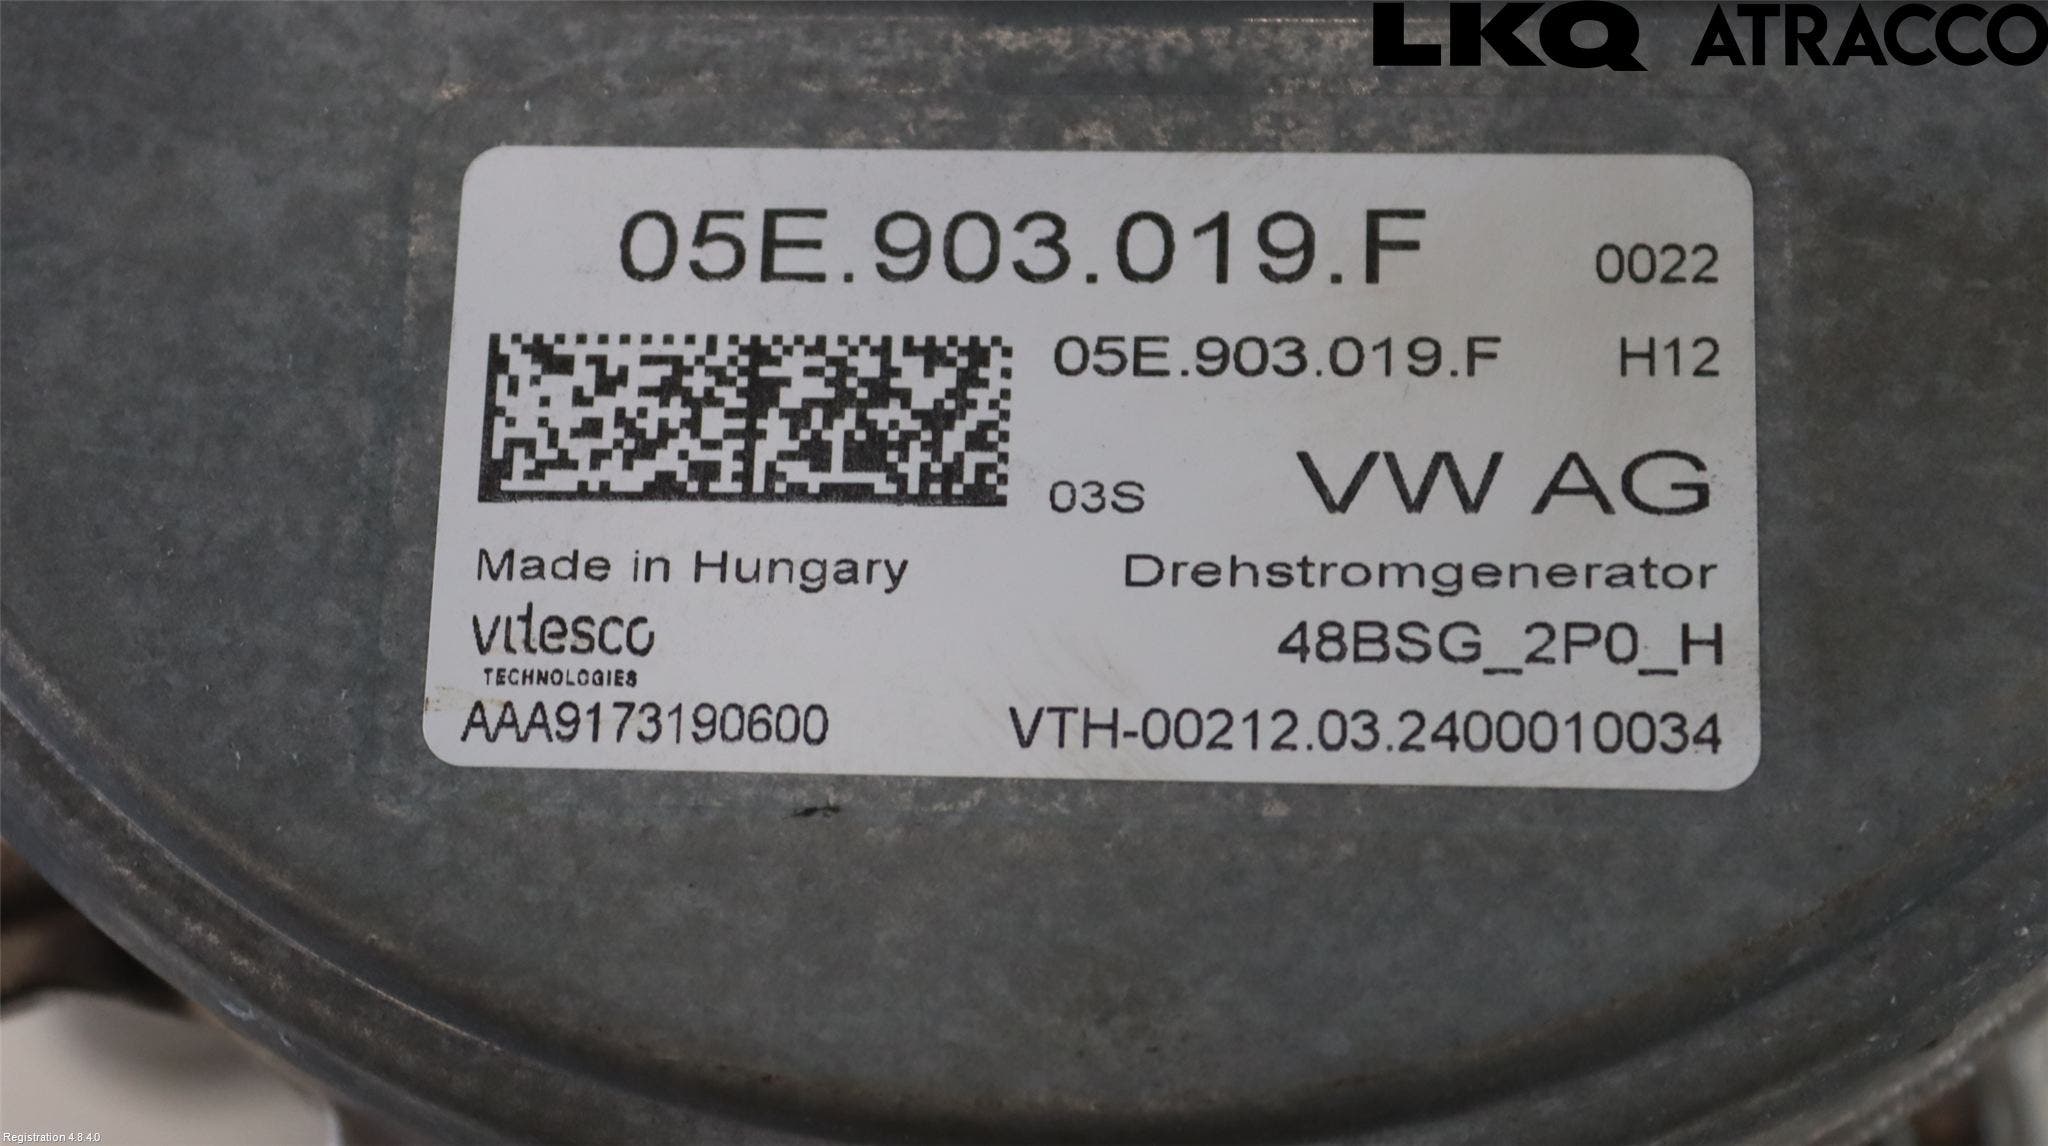 LKQ ATRACCO
05E.903.019.F 0022
05E.903.019.F H12
03S VW AG
Made in Hungary Drehstromgenerator
vitesco 48BSG_2P0_H
TECHNOLOGIES
AAA9173190600 VTH-00212.03.2400010034
Registration 4.8.4.0